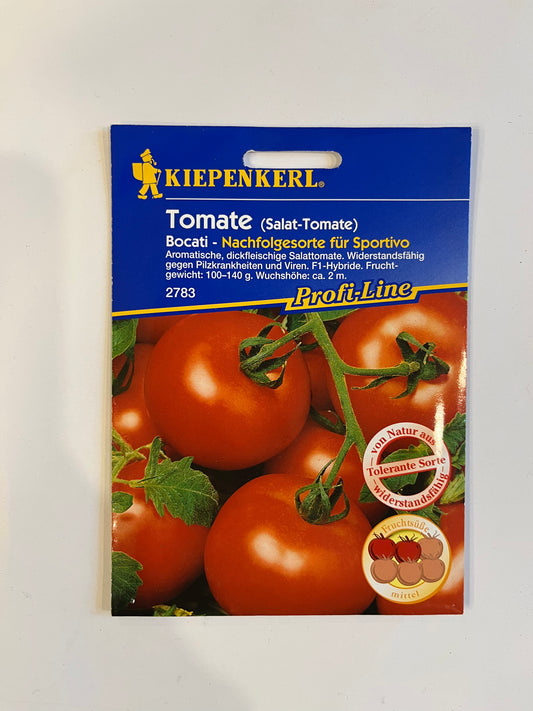 KIEPENKERL®
Tomate (Salat-Tomate)
Bocati - Nachfolgesorte für Sportivo
Aromatische, dickfleischige Salattomate. Widerstandsfähig
gegen Pilzkrankheiten und Viren. F1-Hybride. Frucht-
gewicht: 100–140 g. Wuchshöhe: ca. 2 m.
2783
Profi-Line
von Natur aus
Tolerante Sorte
widerstandsfähig
Fruchtsüße
mittel